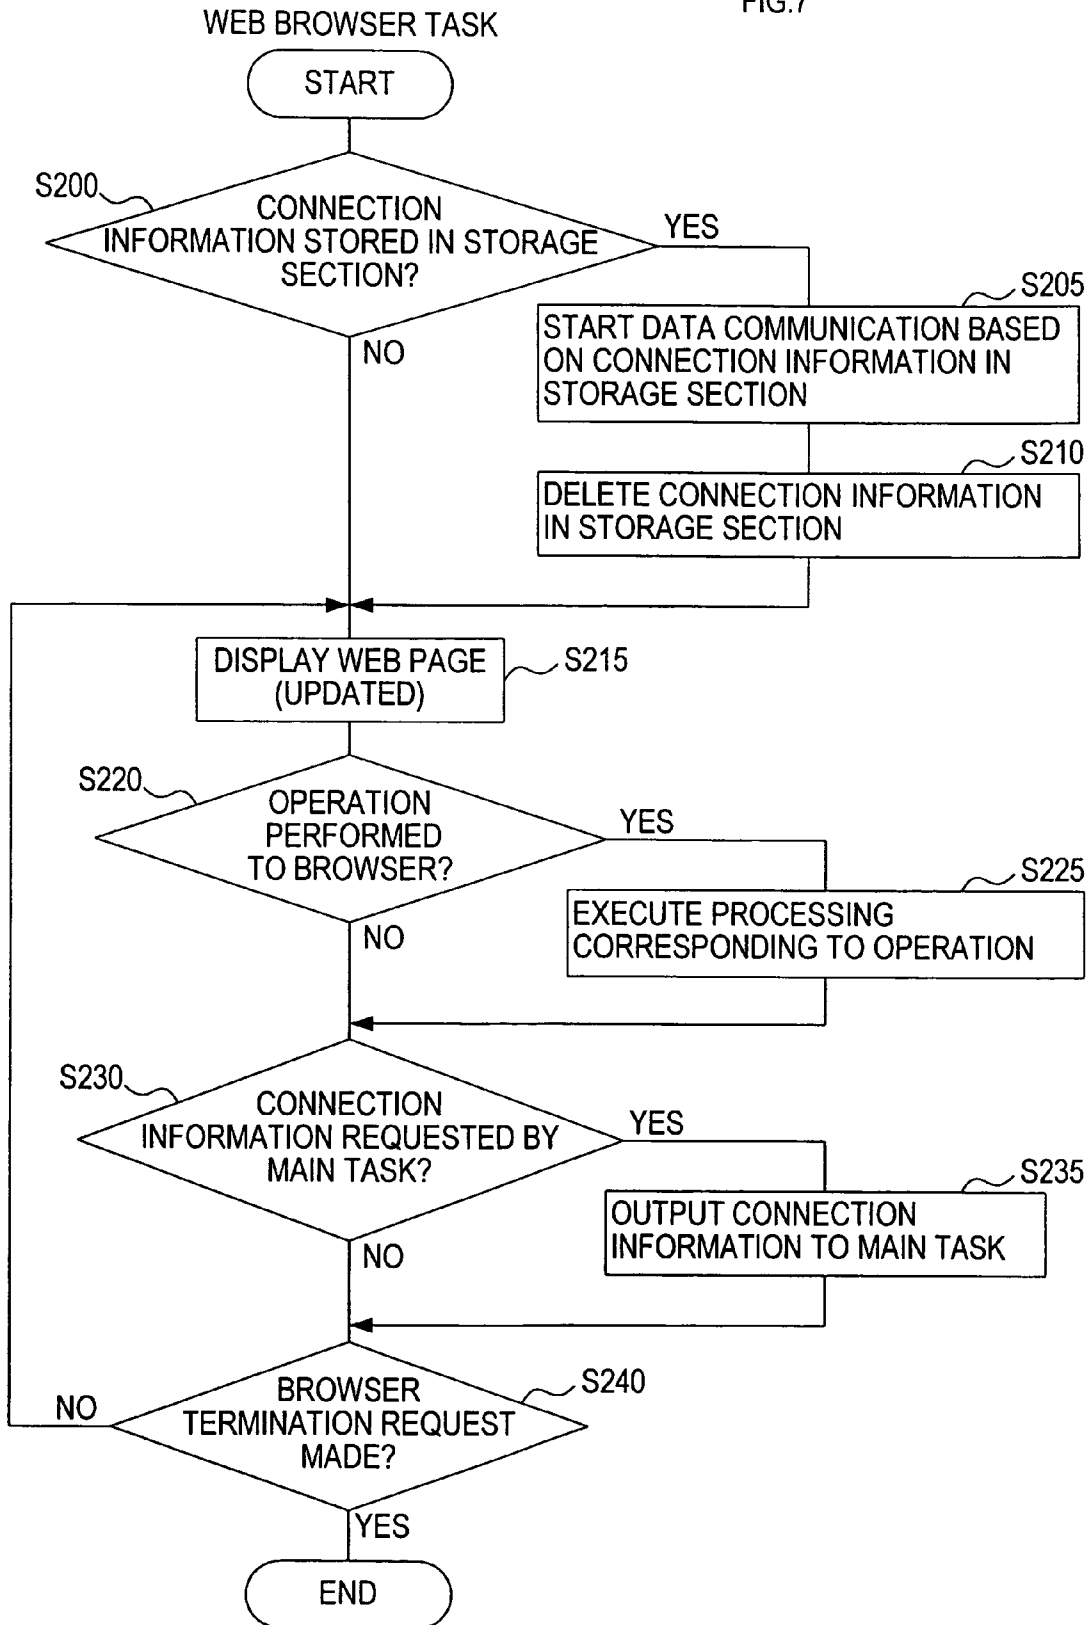 FIG.7
WEB BROWSER TASK
START
S200
CONNECTION
INFORMATION STORED IN STORAGE
SECTION?
YES
NO
S205
START DATA COMMUNICATION BASED
ON CONNECTION INFORMATION IN
STORAGE SECTION
S210
DELETE CONNECTION INFORMATION
IN STORAGE SECTION
DISPLAY WEB PAGE
(UPDATED)
S215
S220
OPERATION
PERFORMED
TO BROWSER?
YES
NO
S225
EXECUTE PROCESSING
CORRESPONDING TO OPERATION
S230
CONNECTION
INFORMATION REQUESTED BY
MAIN TASK?
YES
NO
S235
OUTPUT CONNECTION
INFORMATION TO MAIN TASK
S240
BROWSER
TERMINATION REQUEST
MADE?
NO
YES
END